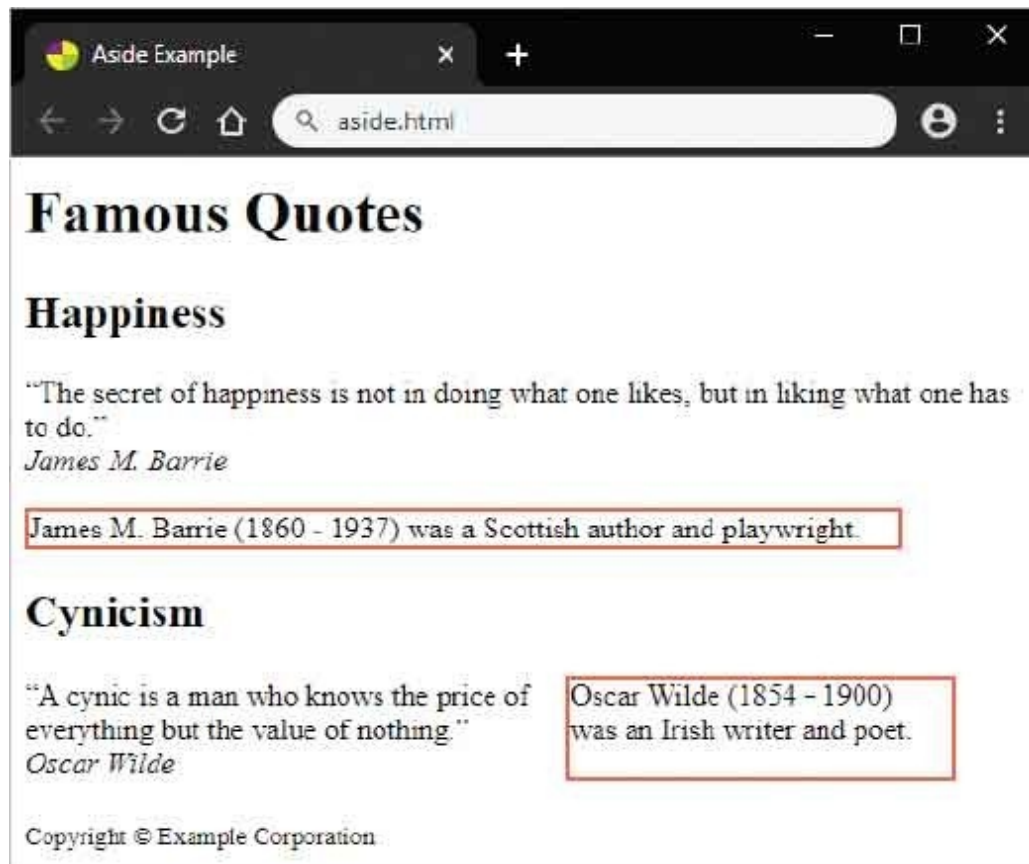 Aside Example
aside.html
Famous Quotes
Happiness
“The secret of happiness is not in doing what one likes, but in liking what one has
to do.”
James M. Barrie
James M. Barrie (1860 - 1937) was a Scottish author and playwright.
Cynicism
“A cynic is a man who knows the price of
everything but the value of nothing.”
Oscar Wilde
Oscar Wilde (1854 – 1900)
was an Irish writer and poet.
Copyright © Example Corporation